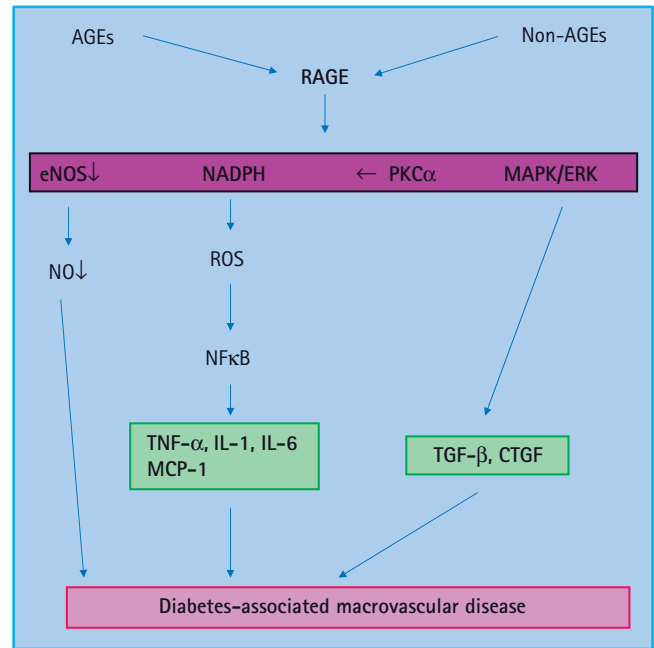 AGEs
Non-AGEs
RAGE
eNOS↓ NADPH ← PKCα MAPK/ERK
NO↓
ROS
NFκB
TNF-α, IL-1, IL-6
MCP-1
TGF-β, CTGF
Diabetes-associated macrovascular disease